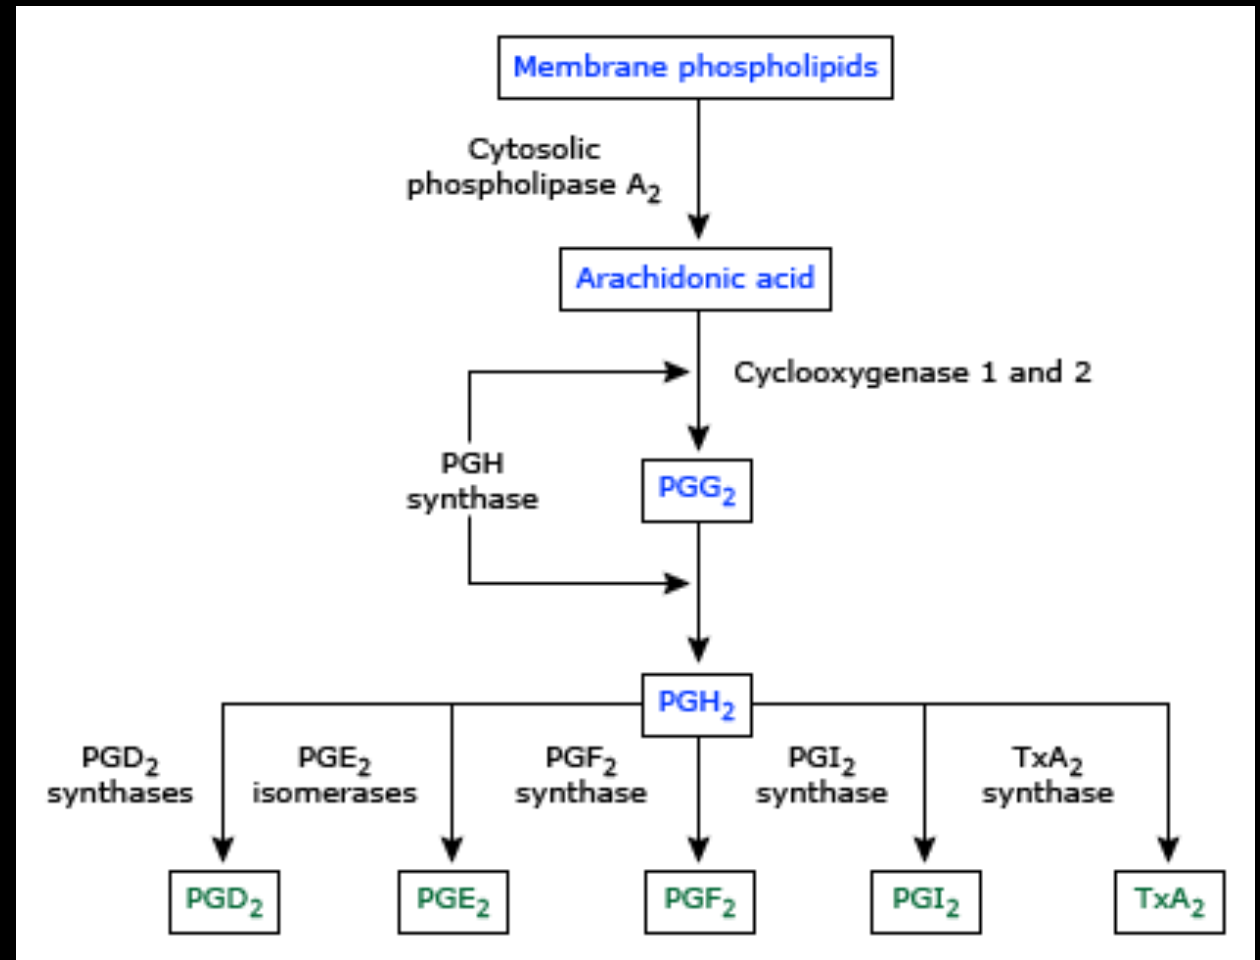 Membrane phospholipids
Cytosolic
phospholipase A₂
Arachidonic acid
Cyclooxygenase 1 and 2
PGH
synthase
PGG₂
PGH₂
PGD₂
synthases
PGE₂
isomerases
PGF₂
synthase
PGI₂
synthase
TxA₂
synthase
PGD₂
PGE₂
PGF₂
PGI₂
TxA₂